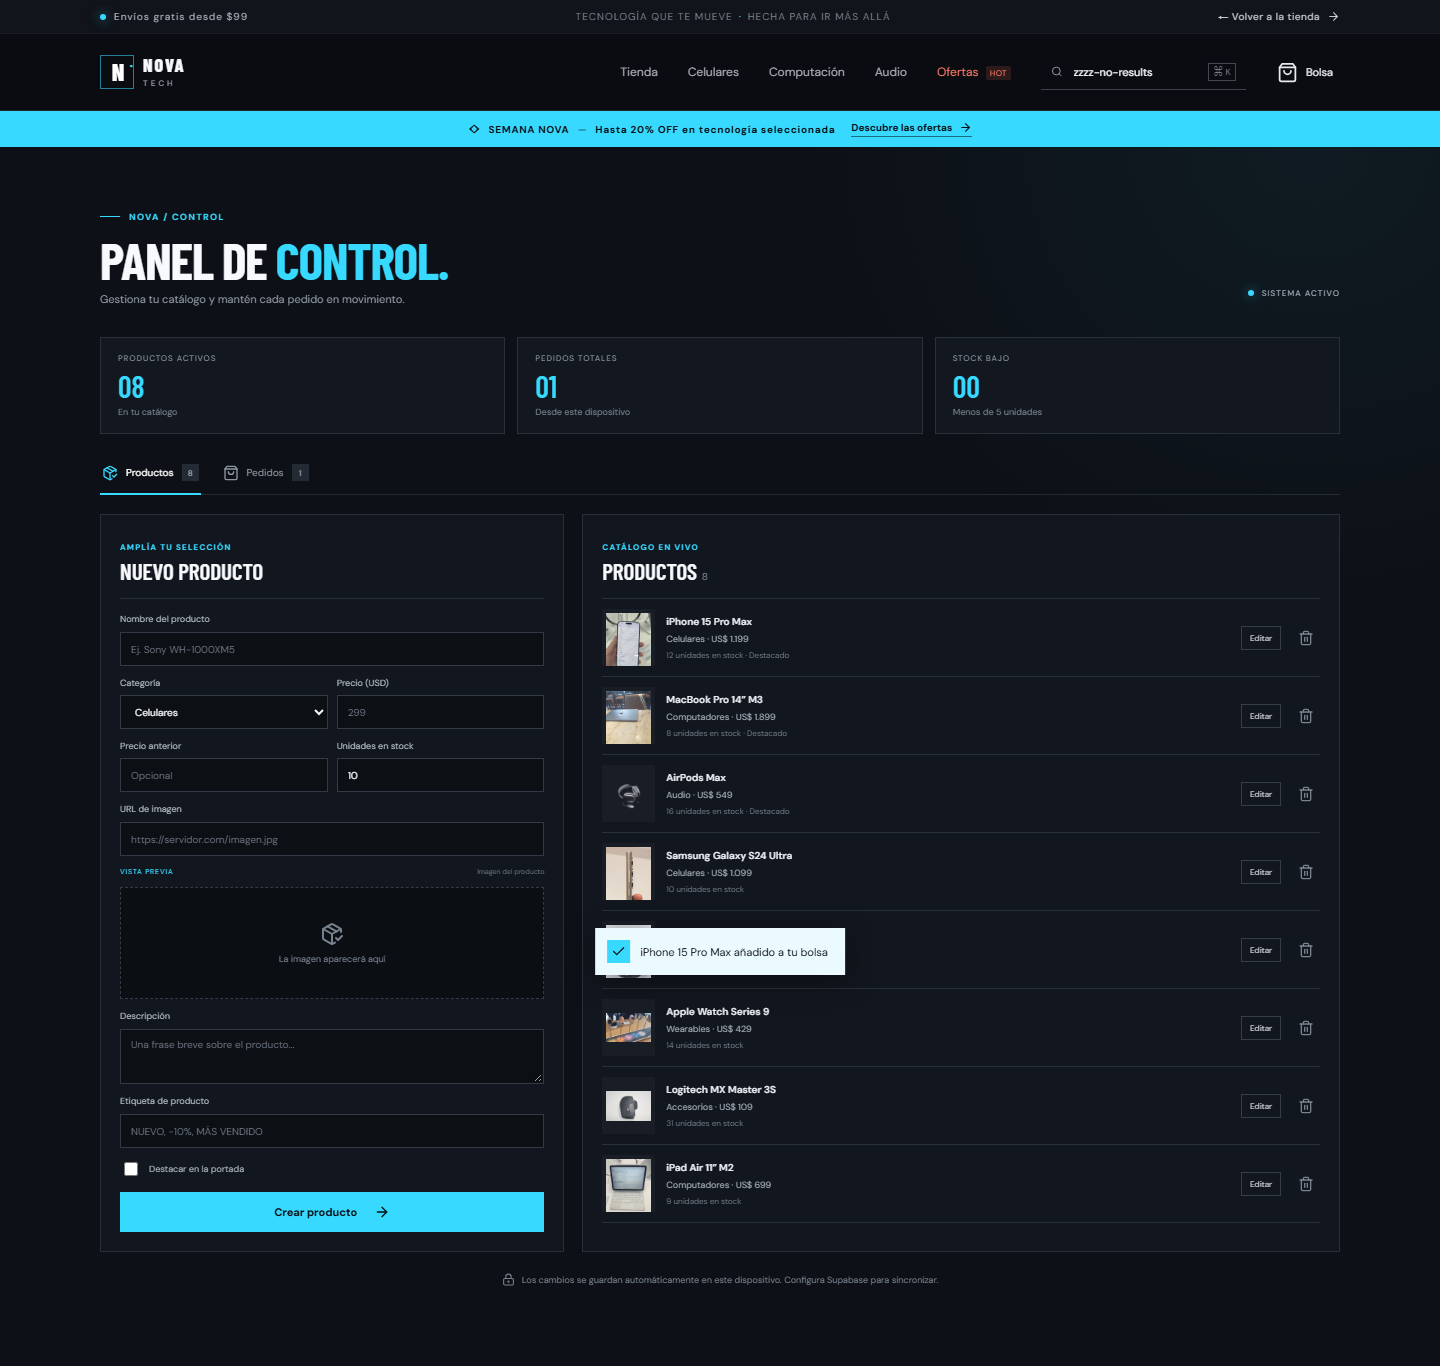 Envíos gratis desde $99
TECNOLOGÍA QUE TE MUEVE · HECHA PARA IR MÁS ALLÁ
← Volver a la tienda →
N NOVA
TECH
Tienda
Celulares
Computación
Audio
Ofertas HOT
zzzz-no-results
⌘ K
Bolsa
SEMANA NOVA — Hasta 20% OFF en tecnología seleccionada
Descubre las ofertas →
NOVA / CONTROL
PANEL DE CONTROL.
Gestiona tu catálogo y mantén cada pedido en movimiento.
SISTEMA ACTIVO
PRODUCTOS ACTIVOS
08
En tu catálogo
PEDIDOS TOTALES
01
Desde este dispositivo
STOCK BAJO
00
Menos de 5 unidades
Productos 8
Pedidos 1
AMPLÍA TU SELECCIÓN
NUEVO PRODUCTO
Nombre del producto
Ej. Sony WH-1000XM5
Categoría
Celulares
Precio (USD)
299
Precio anterior
Opcional
Unidades en stock
10
URL de imagen
https://servidor.com/imagen.jpg
VISTA PREVIA
Imagen del producto
La imagen aparecerá aquí
Descripción
Una frase breve sobre el producto...
Etiqueta de producto
NUEVO, -10%, MÁS VENDIDO
Destacar en la portada
Crear producto →
CATÁLOGO EN VIVO
PRODUCTOS 8
iPhone 15 Pro Max
Celulares · US$ 1.199
12 unidades en stock · Destacado
Editar
MacBook Pro 14” M3
Computadores · US$ 1.899
8 unidades en stock · Destacado
Editar
AirPods Max
Audio · US$ 549
16 unidades en stock · Destacado
Editar
Samsung Galaxy S24 Ultra
Celulares · US$ 1.099
10 unidades en stock
Editar
iPhone 15 Pro Max añadido a tu bolsa
Editar
Apple Watch Series 9
Wearables · US$ 429
14 unidades en stock
Editar
Logitech MX Master 3S
Accesorios · US$ 109
31 unidades en stock
Editar
iPad Air 11” M2
Computadores · US$ 699
9 unidades en stock
Editar
Los cambios se guardan automáticamente en este dispositivo. Configura Supabase para sincronizar.